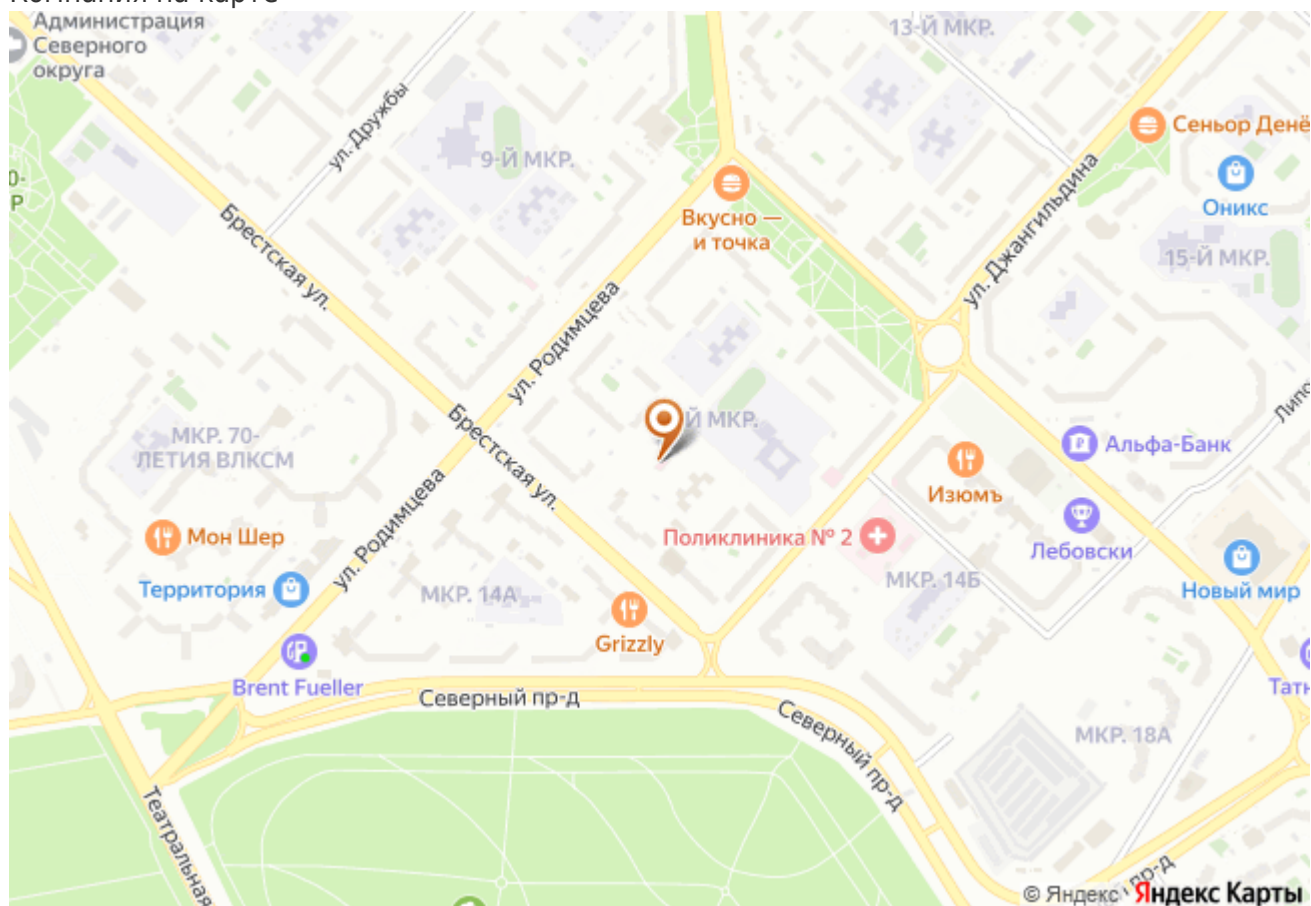 Компания на карте
Администрация
Северного
округа
13-Й МКР.
ул. Дружбы
9-Й МКР.
Сеньор Денё
Оникс
Вкусно —
и точка
ул. Джангильдина
15-Й МКР.
Брестская ул.
ул. Родимцева
Й МКР.
МКР. 70-
ЛЕТИЯ ВЛКСМ
Брестская ул.
Альфа-Банк
Изюмъ
Лебовски
Мон Шер
ул. Родимцева
Поликлиника № 2
Территория
МКР. 14А
МКР. 14Б
Новый мир
Grizzly
Brent Fueller
Северный пр-д
Северный пр-д
МКР. 18А
Театральная
пр-д
© Яндекс Яндекс Карты